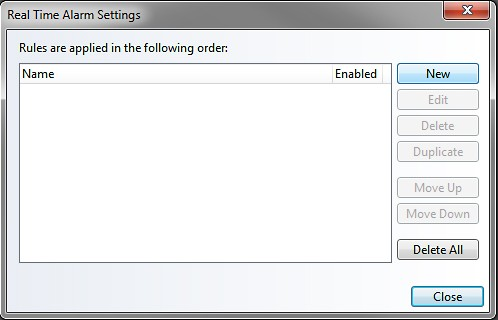 Real Time Alarm Settings
Rules are applied in the following order:
Name Enabled
New
Edit
Delete
Duplicate
Move Up
Move Down
Delete All
Close